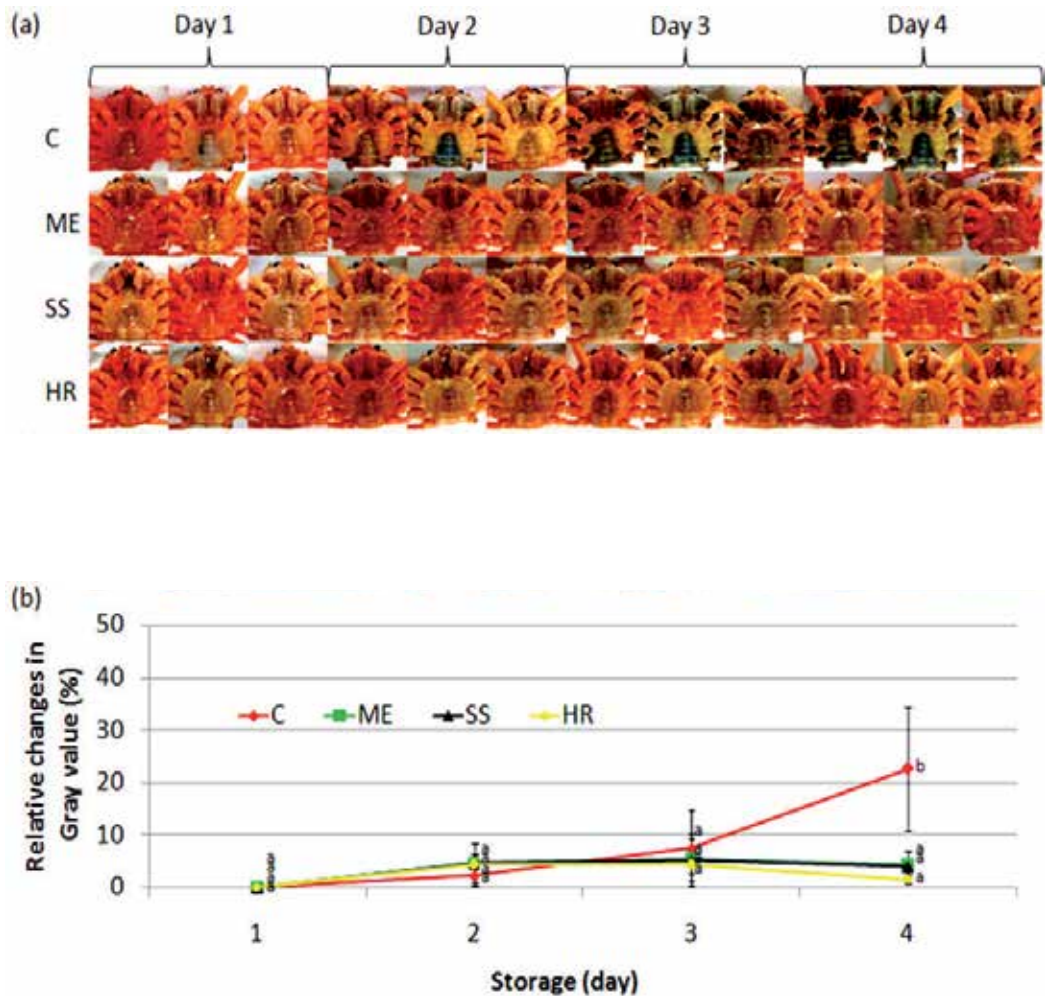 (a)
Day 1 Day 2 Day 3 Day 4
C
ME
SS
HR
(b)
Relative changes in
Gray value (%)
50
40
30
20
10
0
C ME SS HR
a
a
a
a
a
a
a
a
b
a
a
a
1 2 3 4
Storage (day)